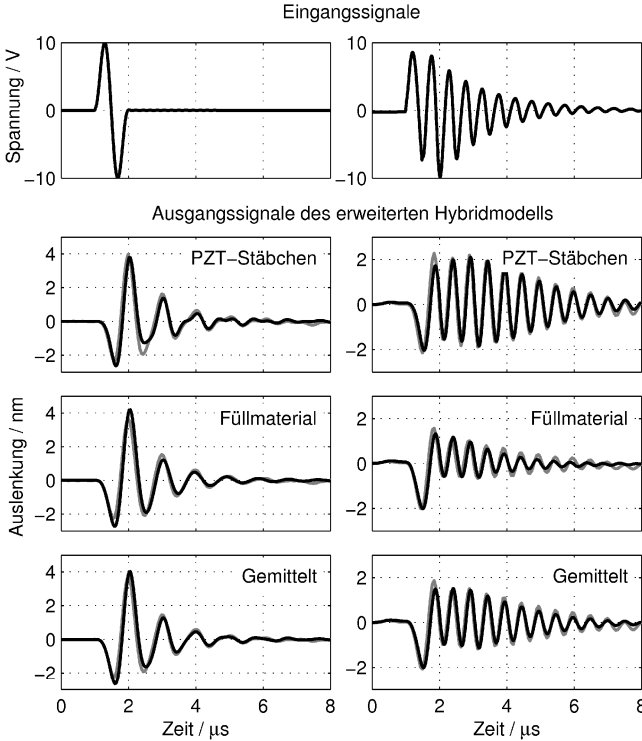 Eingangssignale
Spannung / V
10
0
−10
10
0
−10
Ausgangssignale des erweiterten Hybridmodells
Auslenkung / nm
4
2
0
−2
PZT−Stäbchen
2
0
−2
PZT−Stäbchen
4
2
0
−2
Füllmaterial
2
0
−2
Füllmaterial
4
2
0
−2
Gemittelt
2
0
−2
Gemittelt
0 2 4 6 8
0 2 4 6 8
Zeit / μs
Zeit / μs